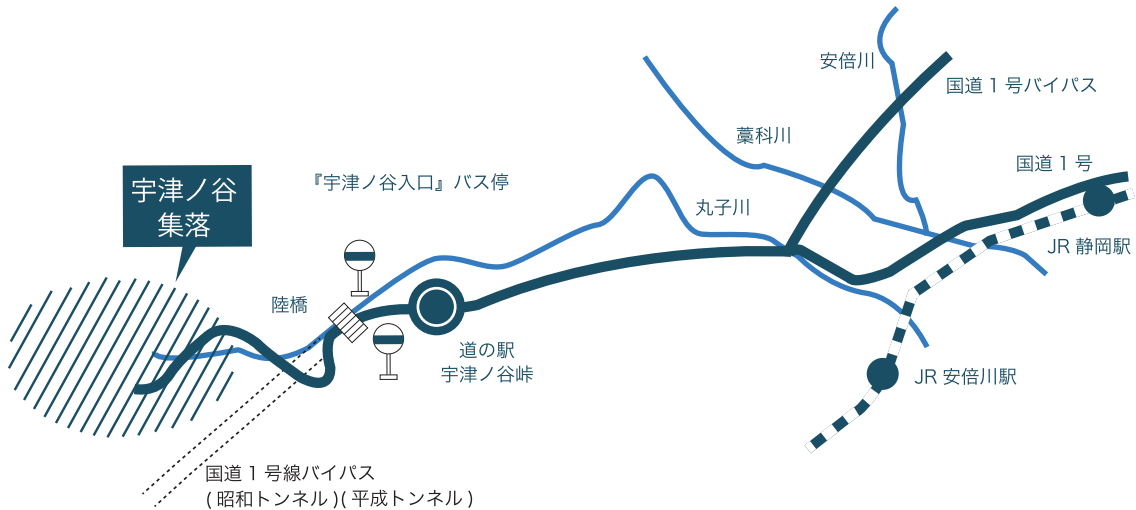 安倍川
国道1号バイパス
藁科川
国道1号
『宇津ノ谷入口』バス停
宇津ノ谷
集落
丸子川
JR 静岡駅
陸橋
道の駅
宇津ノ谷峠
JR 安倍川駅
国道1号線バイパス
(昭和トンネル)(平成トンネル)